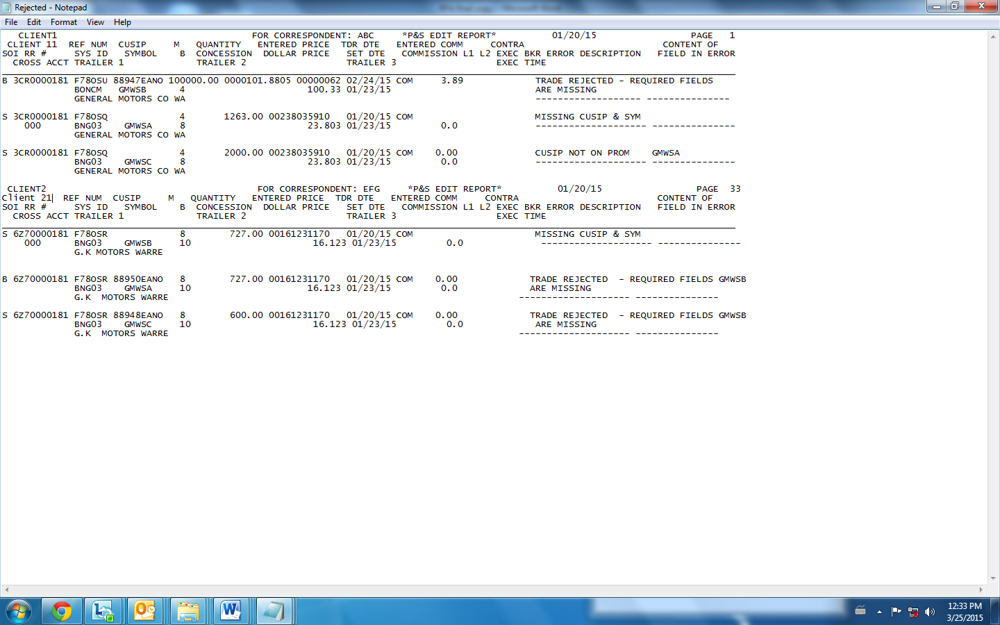 Rejected - Notepad
File Edit Format View Help
   CLIENT1                                   FOR CORRESPONDENT: ABC     *P&S EDIT REPORT*          01/20/15                 PAGE   1
 CLIENT 11  REF NUM  CUSIP     M   QUANTITY   ENTERED PRICE  TDR DTE   ENTERED COMM     CONTRA                         CONTENT OF
SOI RR #     SYS ID   SYMBOL    B  CONCESSION  DOLLAR PRICE   SET DTE   COMMISSION L1 L2 EXEC BKR ERROR DESCRIPTION   FIELD IN ERROR
  CROSS ACCT TRAILER 1             TRAILER 2                  TRAILER 3                  EXEC TIME
B 3CR0000181 F78OSU 88947EANO 100000.00 0000101.8805 00000062 02/24/15 COM     3.89             TRADE REJECTED - REQUIRED FIELDS
             BONCM   GMWSB      4                      100.33 01/23/15                          ARE MISSING
             GENERAL MOTORS CO WA                                                               ------------------- ---------------
S 3CR0000181 F78OSQ             4       1263.00 00238035910   01/20/15 COM                      MISSING CUSIP & SYM
    000      BNG03    GMWSA     8                      23.803 01/23/15         0.0              -------------------- ---------------
             GENERAL MOTORS CO WA
S 3CR0000181 F78OSQ             4       2000.00 00238035910   01/20/15 COM    0.00              CUSIP NOT ON PROM    GMWSA
             BNG03    GMWSC     8                      23.803 01/23/15         0.0              -------------------- ---------------
             GENERAL MOTORS CO WA
 CLIENT2                                      FOR CORRESPONDENT: EFG     *P&S EDIT REPORT*          01/20/15                 PAGE  33
Client 21  REF NUM  CUSIP     M   QUANTITY   ENTERED PRICE  TDR DTE   ENTERED COMM     CONTRA                         CONTENT OF
SOI RR #     SYS ID   SYMBOL    B  CONCESSION  DOLLAR PRICE   SET DTE   COMMISSION L1 L2 EXEC BKR ERROR DESCRIPTION   FIELD IN ERROR
  CROSS ACCT TRAILER 1             TRAILER 2                  TRAILER 3                  EXEC TIME
S 6Z70000181 F78OSR             8        727.00 00161231170   01/20/15 COM                      MISSING CUSIP & SYM
    000      BNG03    GMWSB     10                      16.123 01/23/15         0.0              -------------------- ---------------
             G.K MOTORS WARRE
B 6Z70000181 F78OSR 88950EANO   8        727.00 00161231170   01/20/15 COM    0.00             TRADE REJECTED  - REQUIRED FIELDS GMWSB
             BNG03    GMWSA     10                     16.123 01/23/15         0.0             ARE MISSING
             G.K  MOTORS WARRE                                                               -------------------- ---------------
S 6Z70000181 F78OSR 88948EANO   8        600.00 00161231170   01/20/15 COM    0.00             TRADE REJECTED  - REQUIRED FIELDS GMWSB
             BNG03    GMWSC     10                      16.123 01/23/15         0.0             ARE MISSING
             G.K  MOTORS WARRE                                                               -------------------- ---------------
12:33 PM
3/25/2015